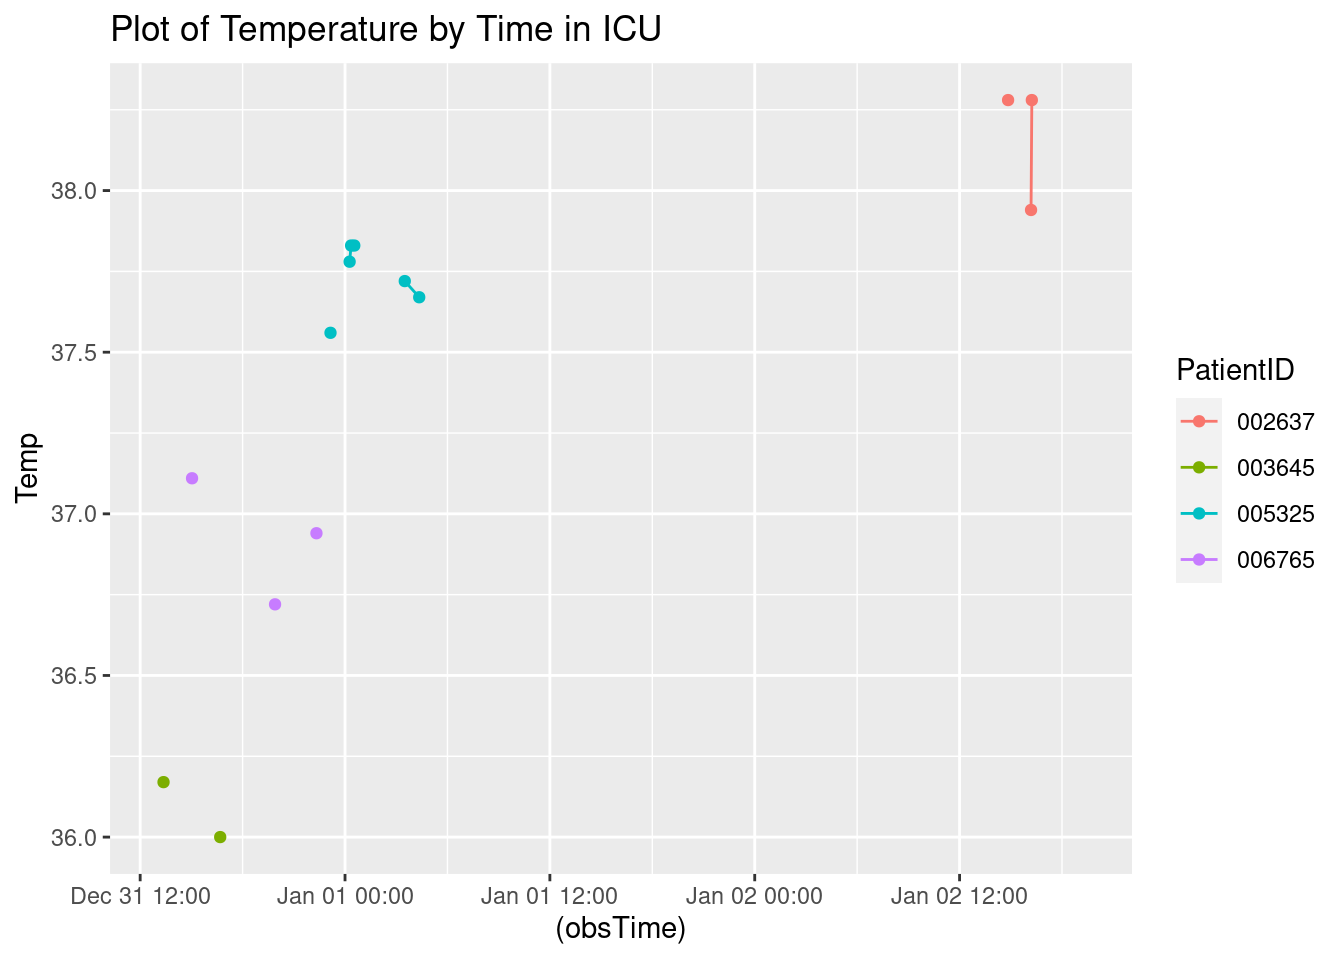 Plot of Temperature by Time in ICU
38.0
37.5
37.0
36.5
36.0
Temp
Dec 31 12:00 Jan 01 00:00 Jan 01 12:00 Jan 02 00:00 Jan 02 12:00
(obsTime)
PatientID
002637
003645
005325
006765